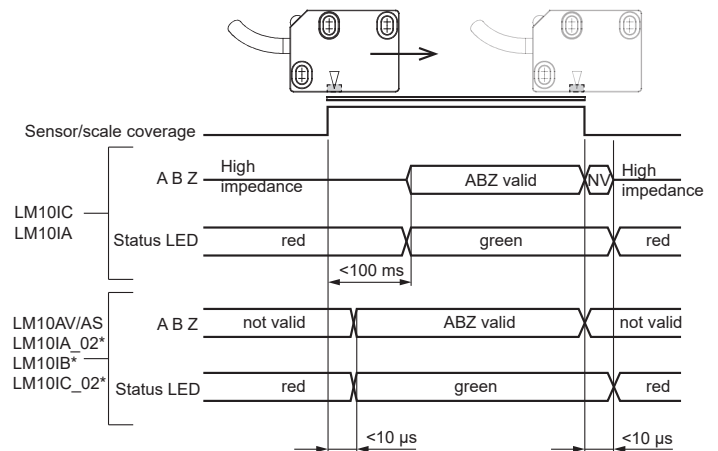 Sensor/scale coverage
High
impedance
A B Z
ABZ valid
NV
High
impedance
LM10IC
LM10IA
Status LED
red
green
red
<100 ms
LM10AV/AS
LM10IA_02*
LM10IB*
LM10IC_02*
A B Z
not valid
ABZ valid
not valid
Status LED
red
green
red
<10 µs
<10 µs